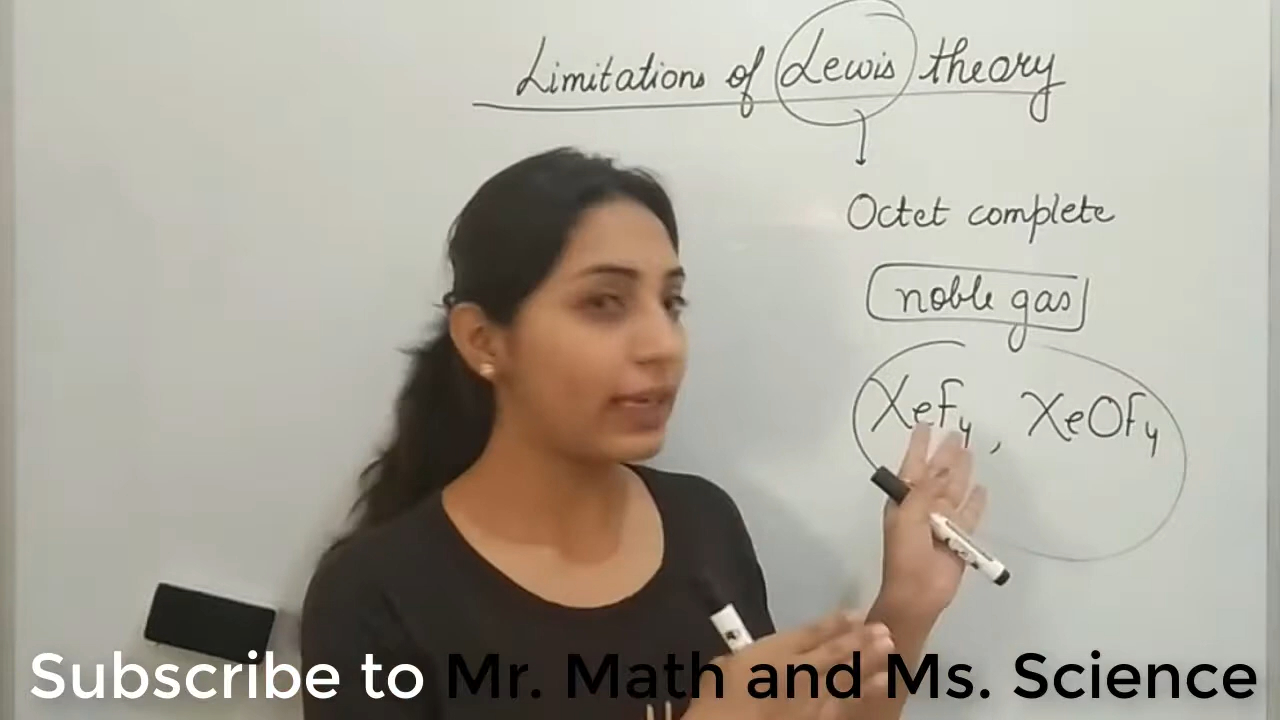 Limitations of Lewis theory
Octet complete
noble gas
XeF4, XeOF4
Subscribe to Mr. Math and Ms. Science